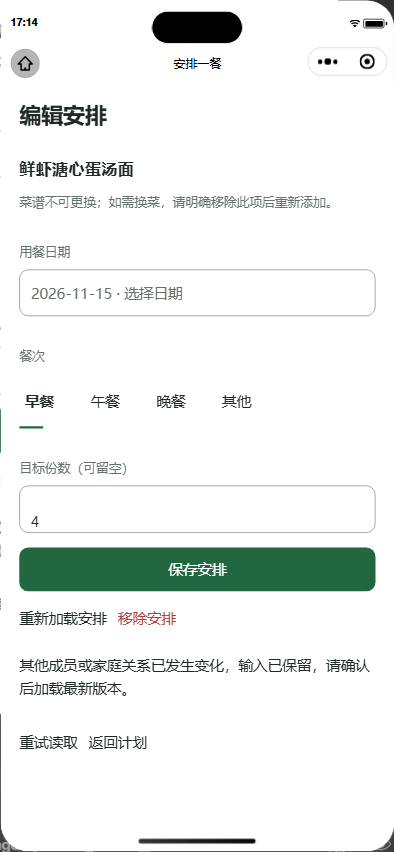 17:14
安排一餐
编辑安排
鲜虾溏心蛋汤面
菜谱不可更换；如需换菜，请明确移除此项后重新添加。
用餐日期
2026-11-15 · 选择日期
餐次
早餐 午餐 晚餐 其他
目标份数（可留空）
4
保存安排
重新加载安排 移除安排
其他成员或家庭关系已发生变化，输入已保留，请确认
后加载最新版本。
重试读取 返回计划